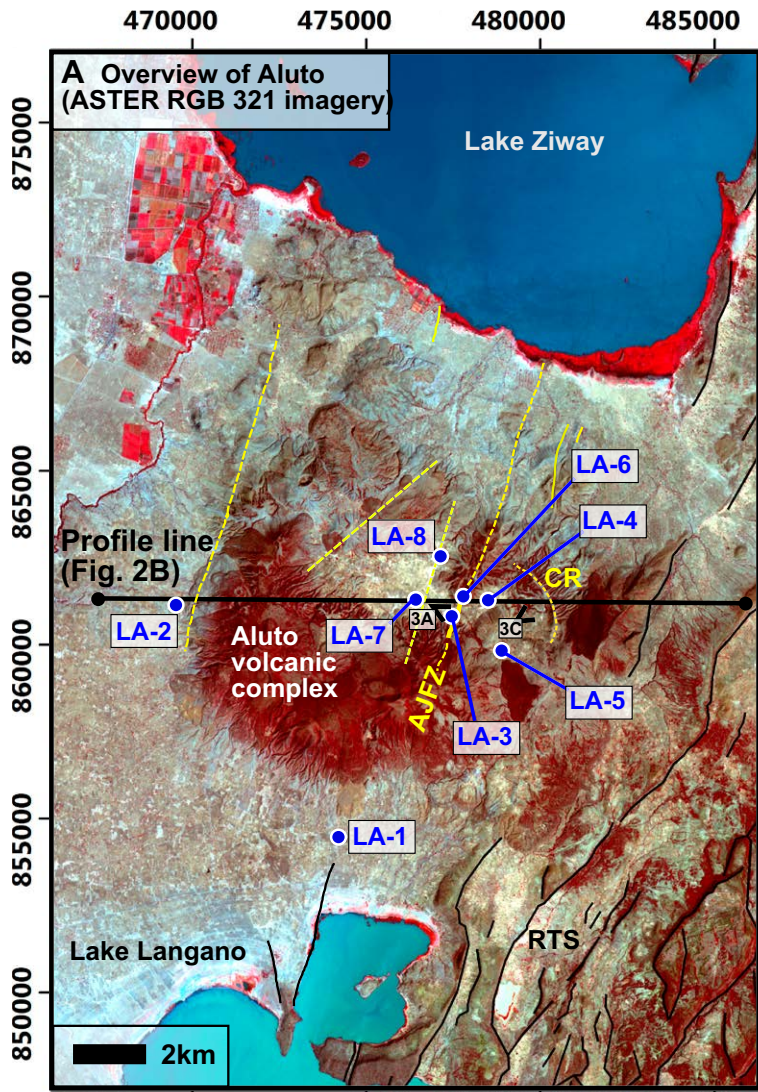 470000 475000 480000 485000
A Overview of Aluto
(ASTER RGB 321 imagery)
875000
Lake Ziway
870000
865000
LA-6
LA-4
LA-8
Profile line
(Fig. 2B)
CR
LA-2
LA-7
3A
3C
860000
Aluto
volcanic
complex
AJFZ
LA-5
LA-3
855000
LA-1
Lake Langano
RTS
850000
2km